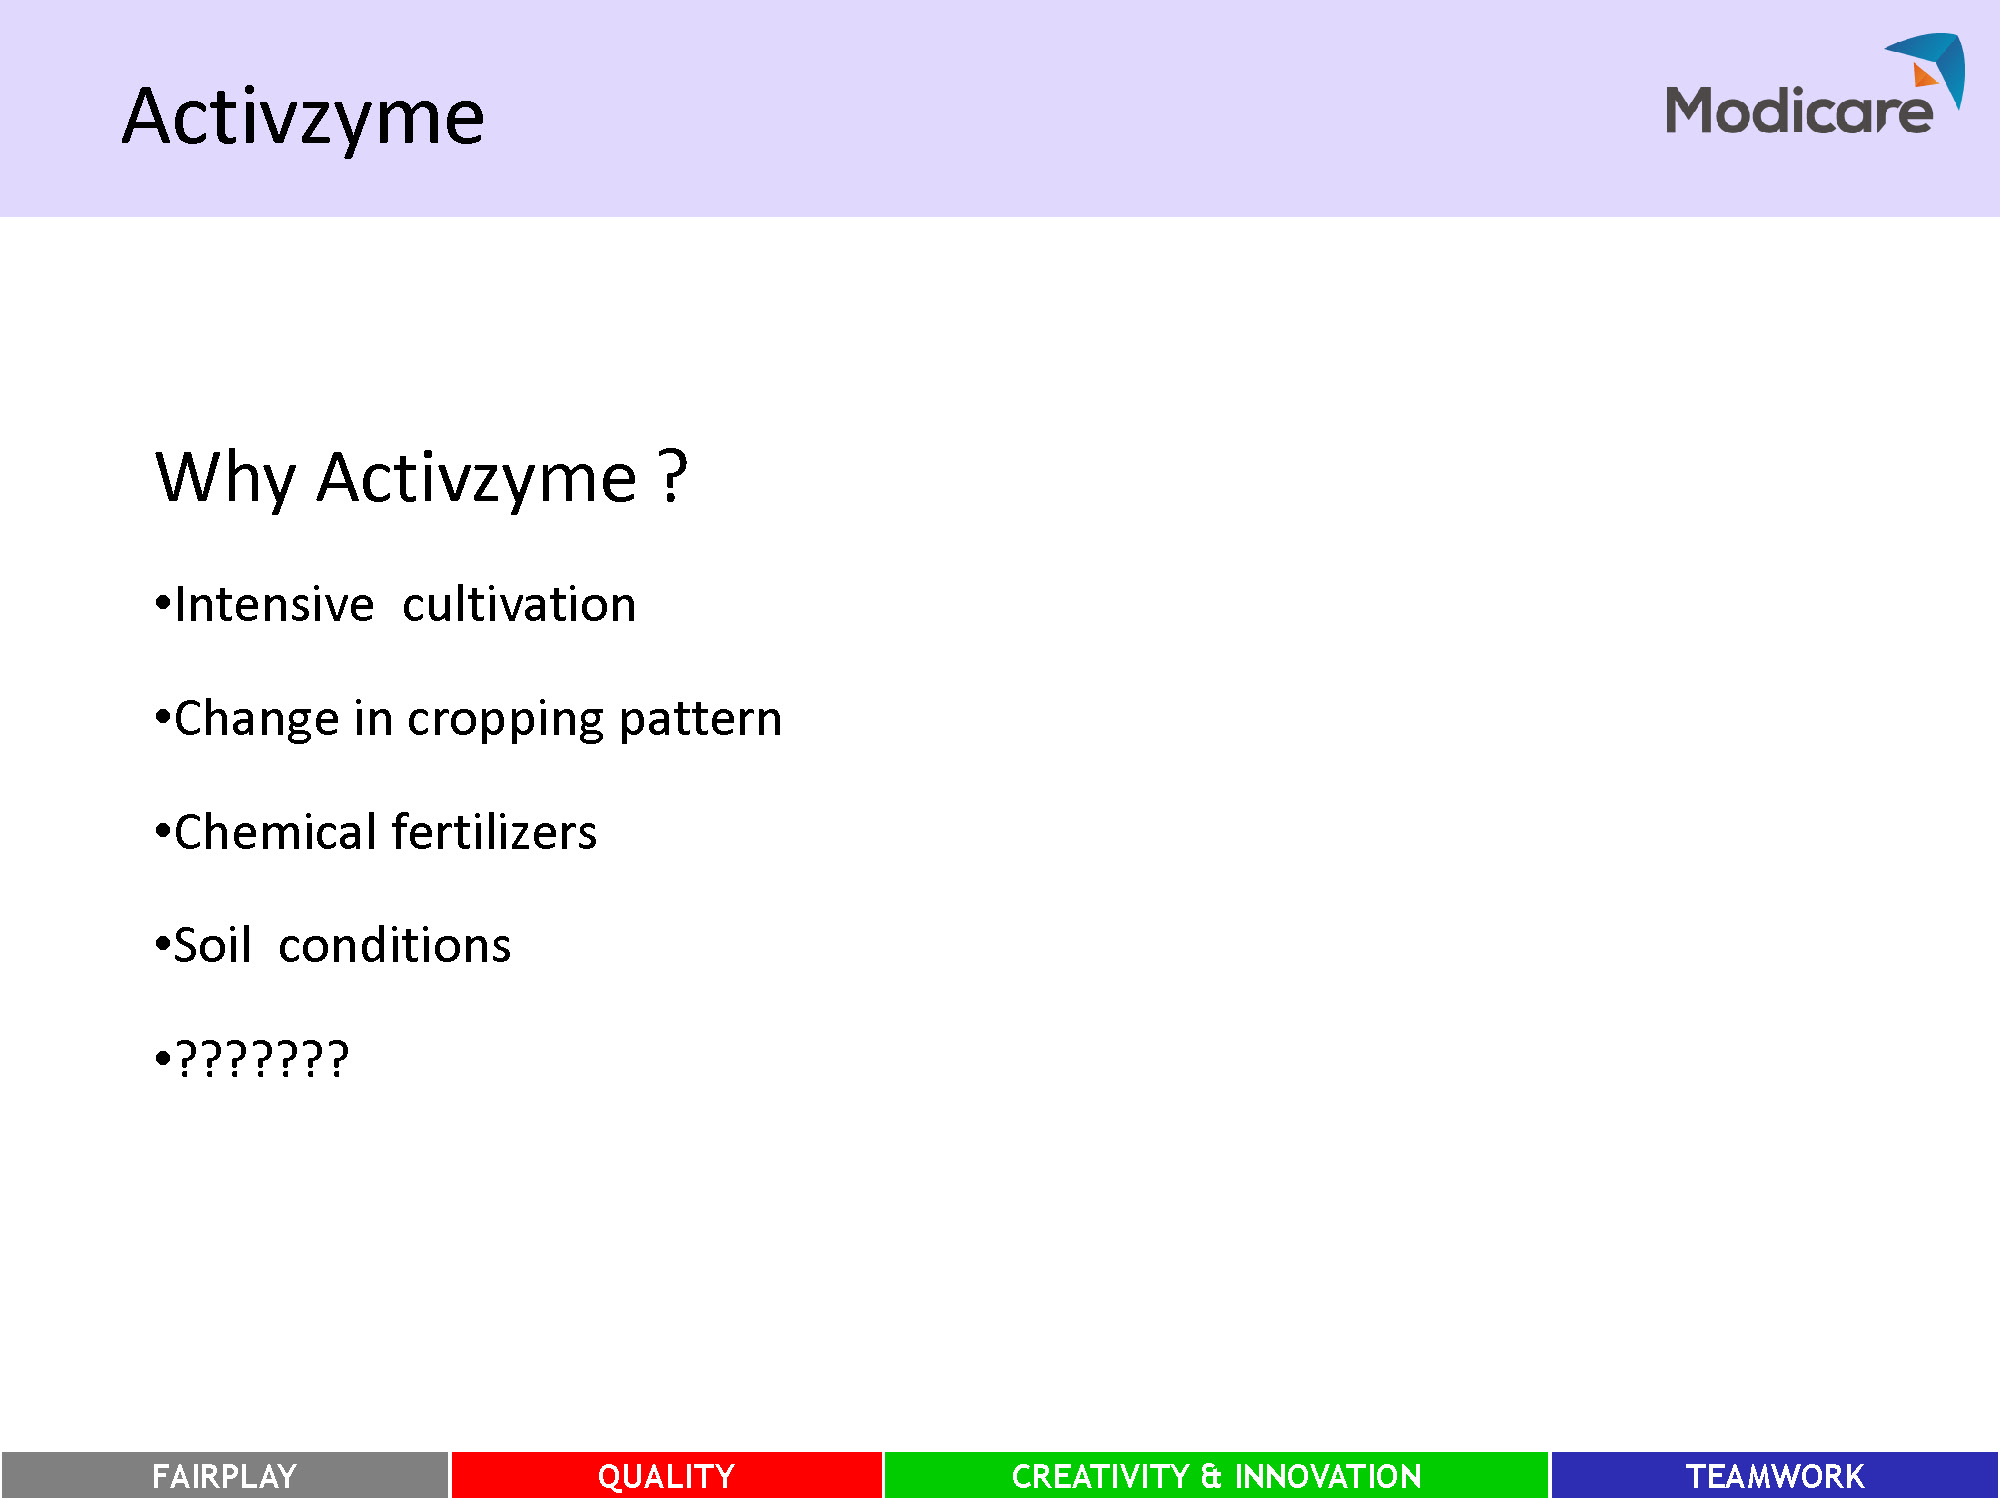 Activzyme
Modicare
Why Activzyme ?
•Intensive cultivation
•Change in cropping pattern
•Chemical fertilizers
•Soil conditions
•???????
FAIRPLAY
QUALITY
CREATIVITY & INNOVATION
TEAMWORK